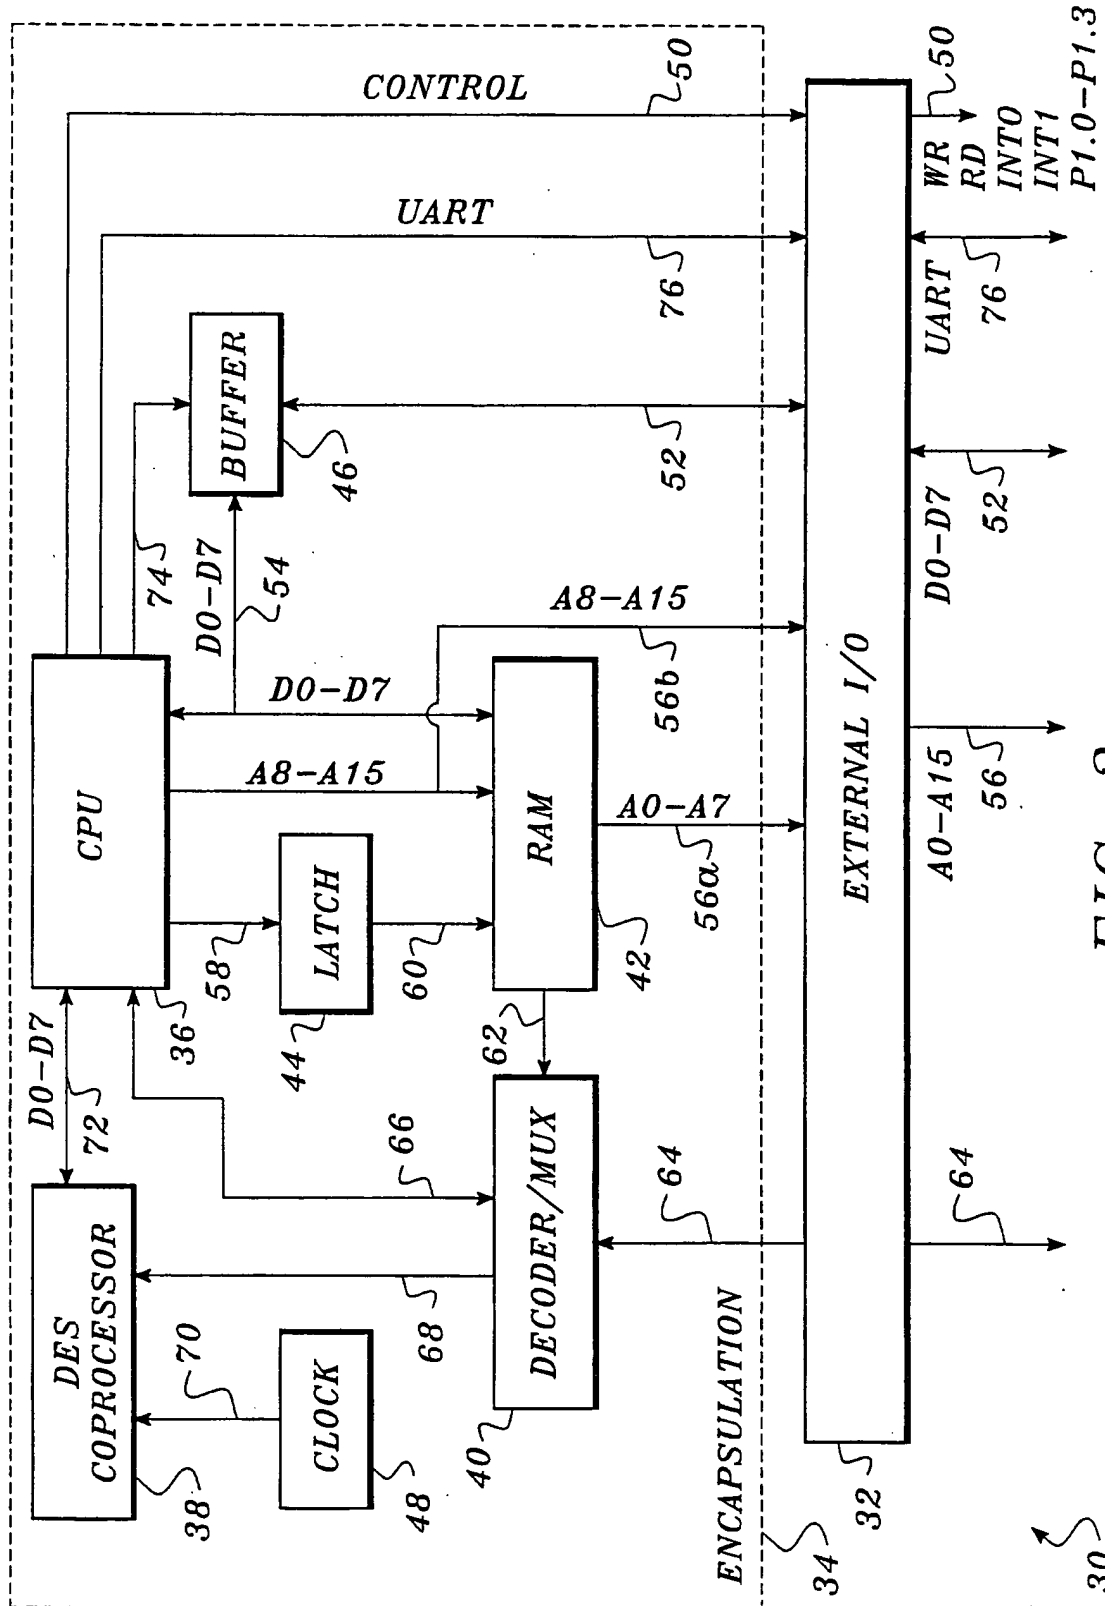 DES
COPROCESSOR
38
D0-D7
72
CPU
36
CONTROL
50
UART
76
74
BUFFER
46
D0-D7
54
D0-D7
A8-A15
58
LATCH
44
60
70
CLOCK
48
68
66
DECODER/MUX
40
62
RAM
42
A8-A15
56b
A0-A7
56a
52
64
ENCAPSULATION
34
EXTERNAL I/O
32
64
A0-A15
56
D0-D7
52
UART
76
WR
RD
INT0
INT1
P1.0-P1.3
50
30
FIG.